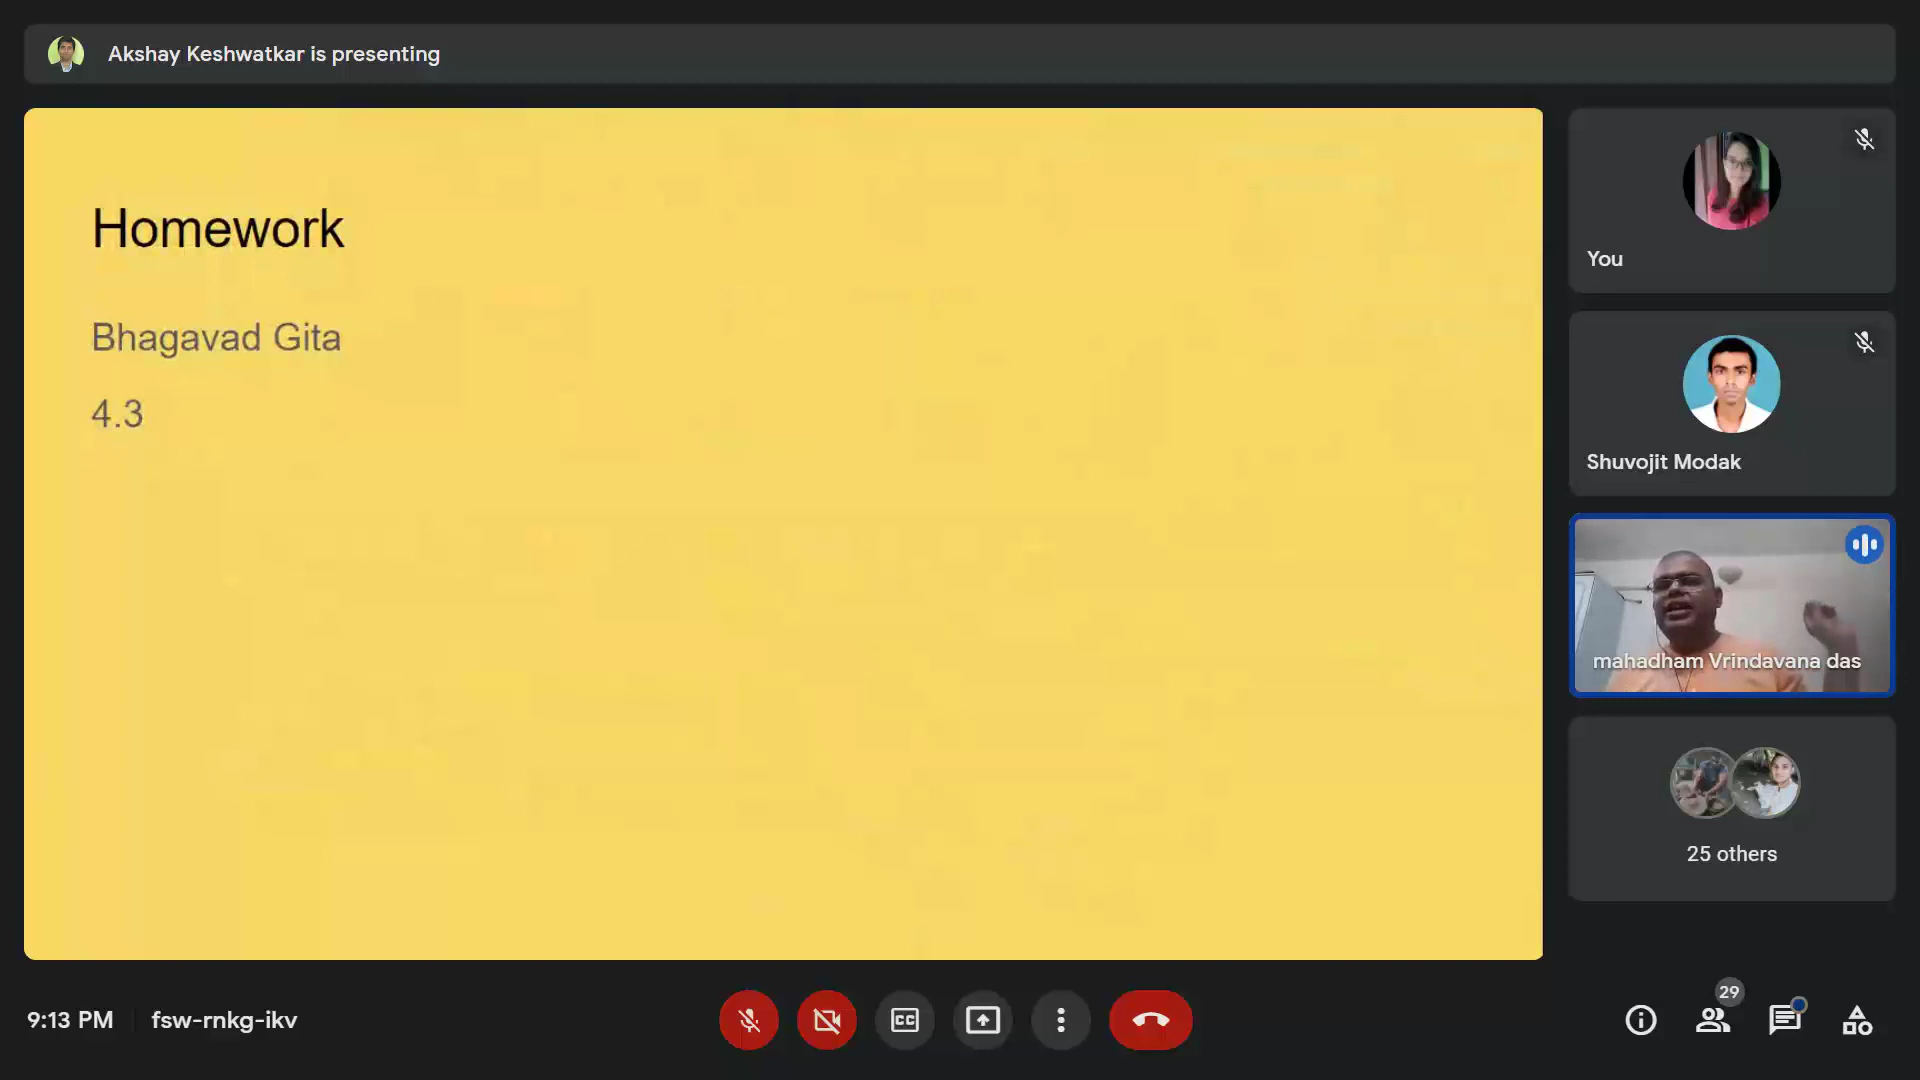 Akshay Keshwatkar is presenting
Homework
Bhagavad Gita
4.3
You
Shuvojit Modak
mahadham Vrindavana das
25 others
9:13 PM
fsw-rnkg-ikv
CC
29